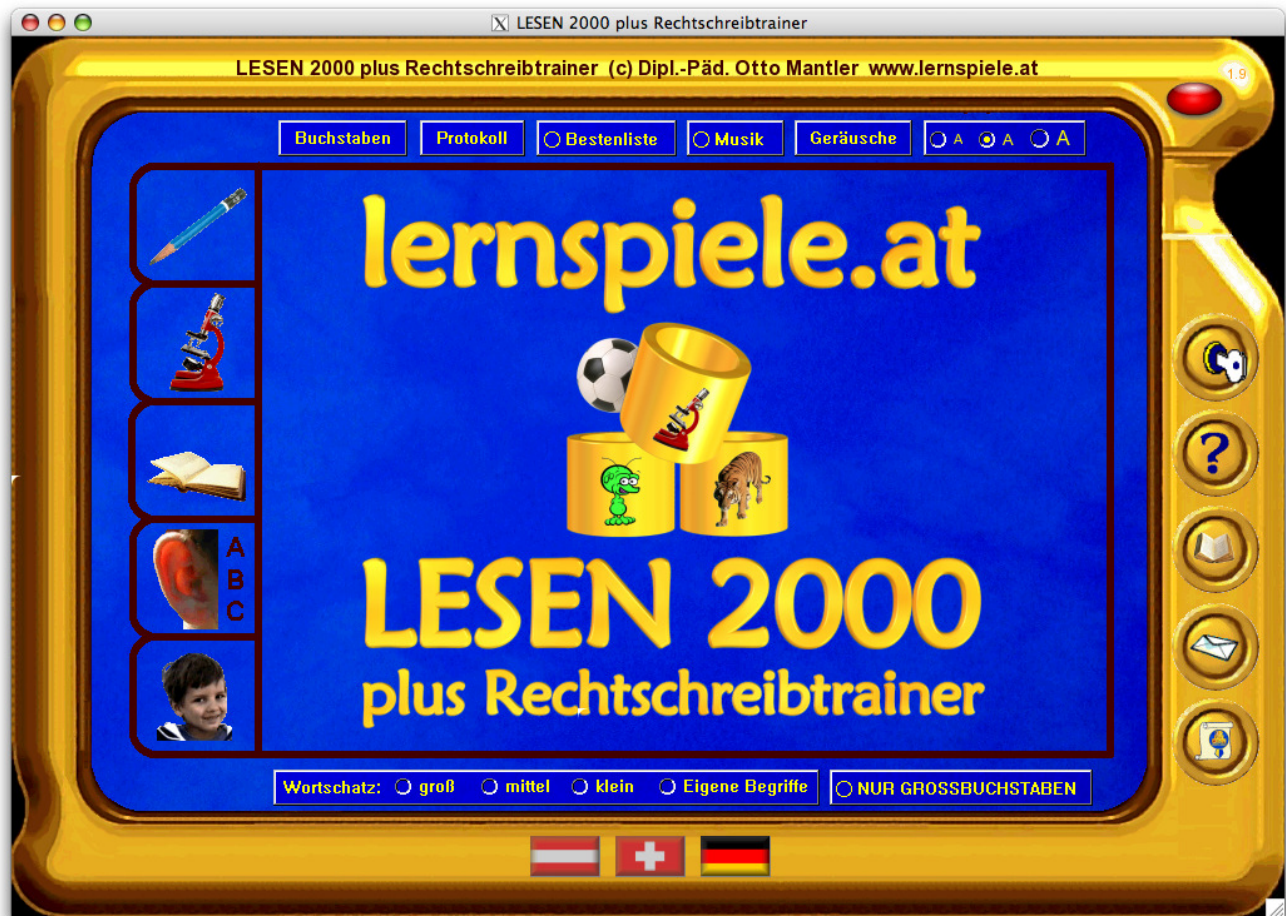 LESEN 2000 plus Rechtschreibtrainer
LESEN 2000 plus Rechtschreibtrainer (c) Dipl.-Päd. Otto Mantler www.lernspiele.at
1.9
Buchstaben Protokoll Bestenliste Musik Geräusche A A A
lernspiele.at
A
B
C
LESEN 2000
plus Rechtschreibtrainer
Wortschatz: groß mittel klein Eigene Begriffe NUR GROSSBUCHSTABEN